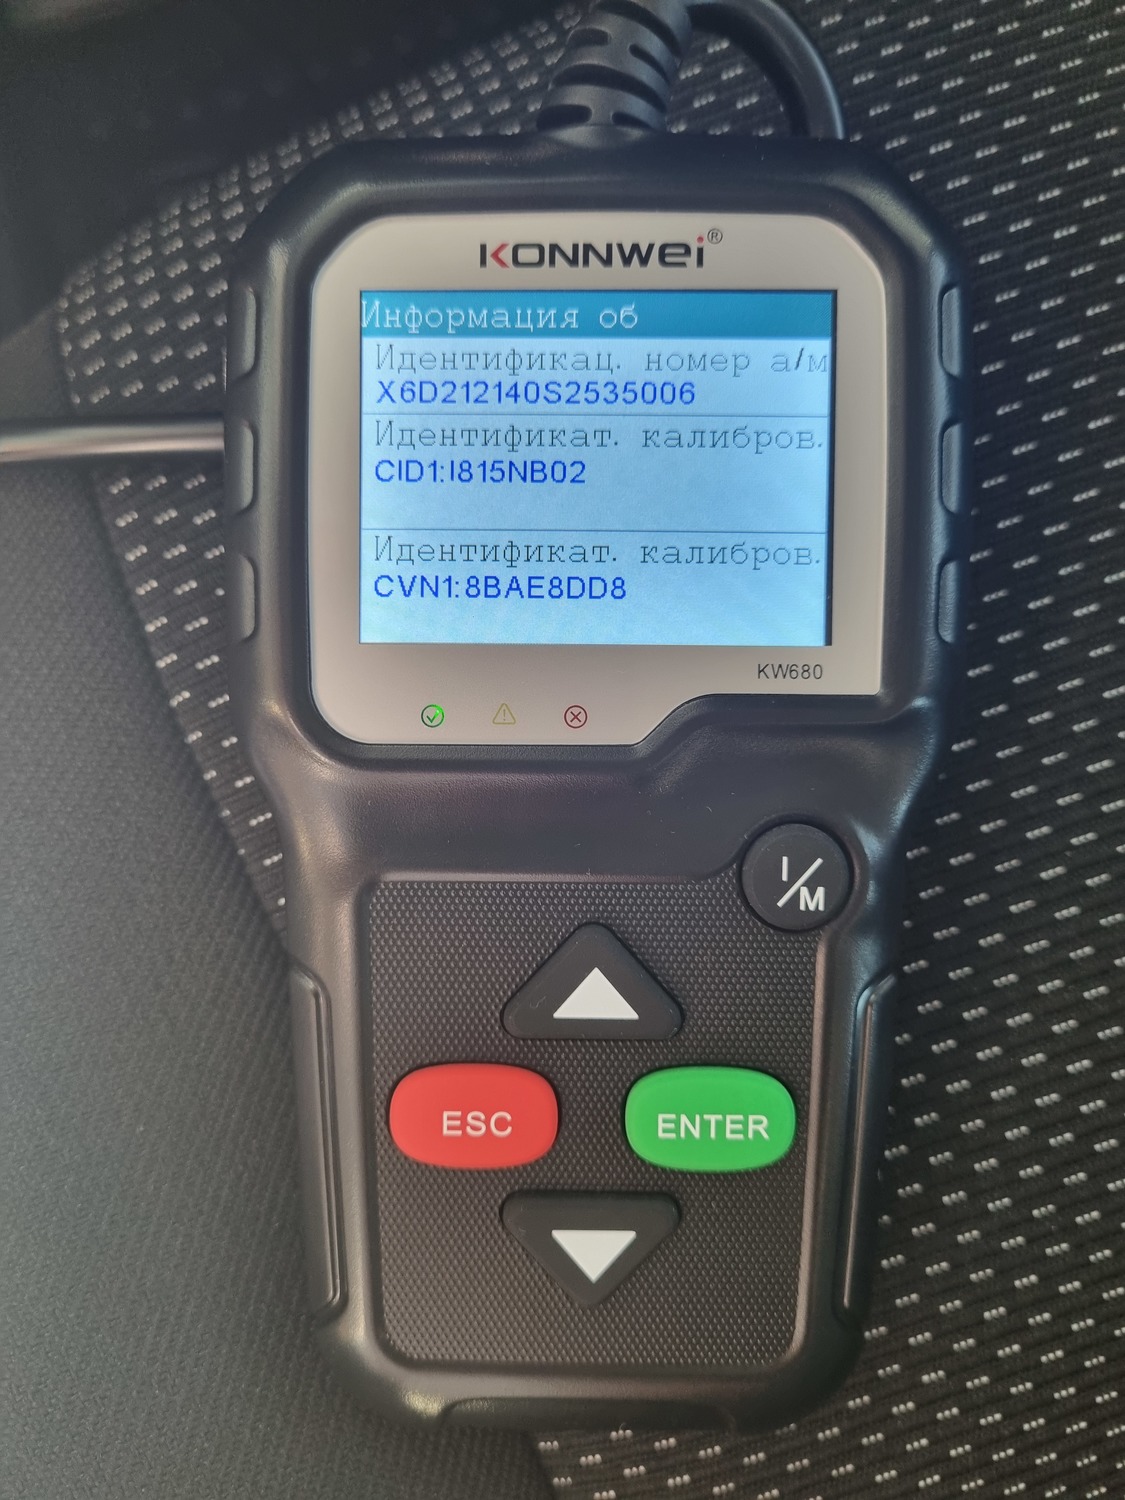 KONNWEI®
Информация об
Идентификац. номер а/м
X6D212140S2535006
Идентификат. калибров.
CID1:I815NB02
Идентификат. калибров.
CVN1:8BAE8DD8
KW680
I/M
ESC
ENTER